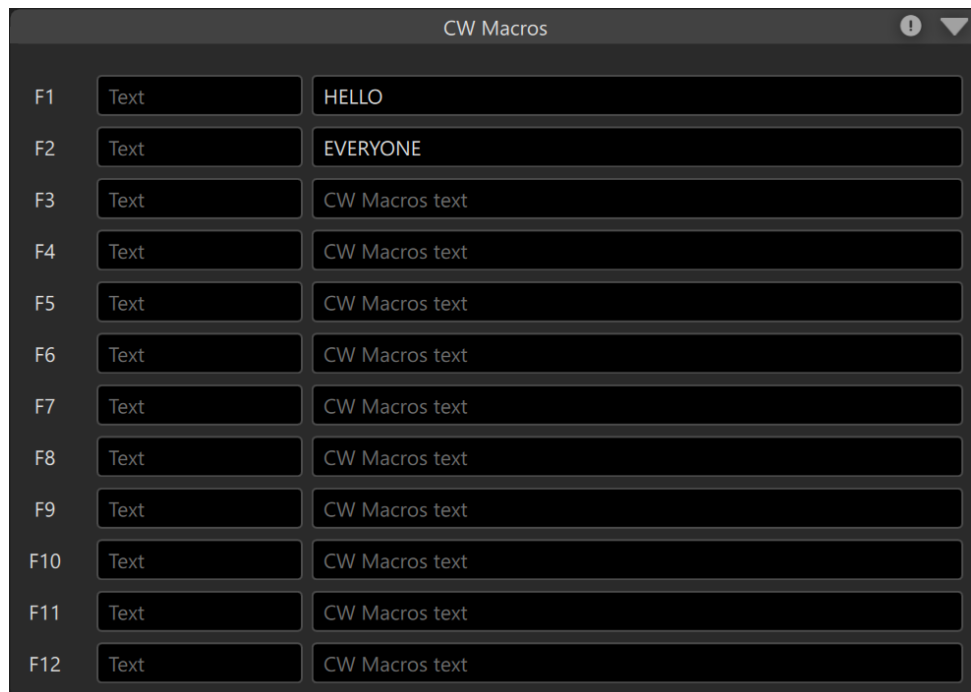 CW Macros
F1 Text HELLO
F2 Text EVERYONE
F3 Text CW Macros text
F4 Text CW Macros text
F5 Text CW Macros text
F6 Text CW Macros text
F7 Text CW Macros text
F8 Text CW Macros text
F9 Text CW Macros text
F10 Text CW Macros text
F11 Text CW Macros text
F12 Text CW Macros text